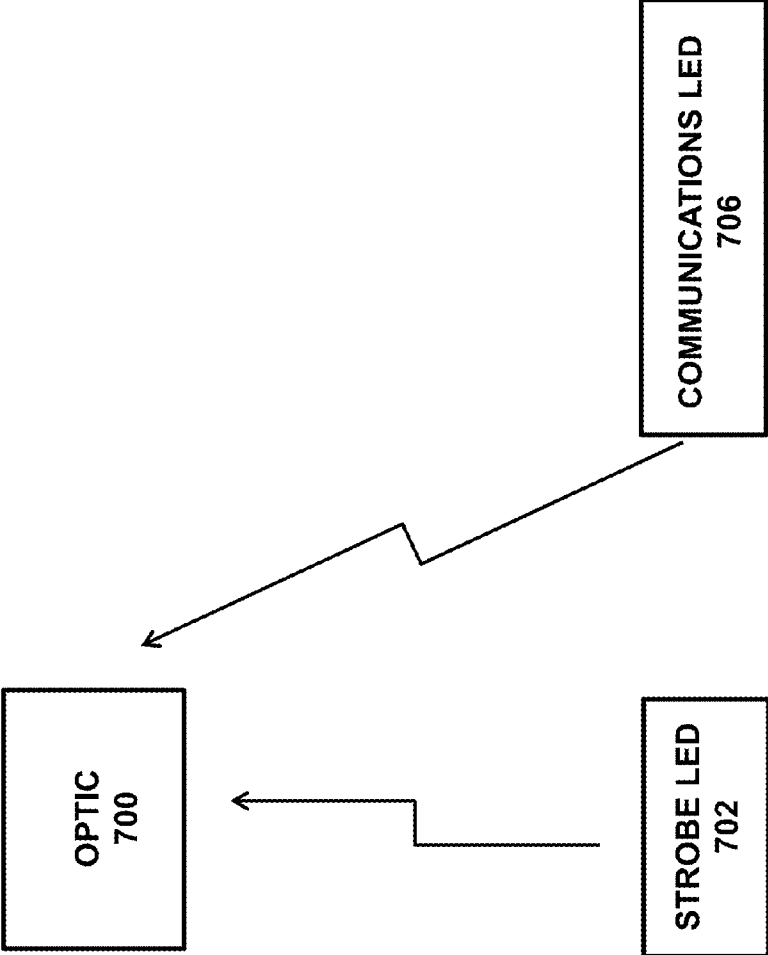 OPTIC
700
STROBE LED
702
COMMUNICATIONS LED
706